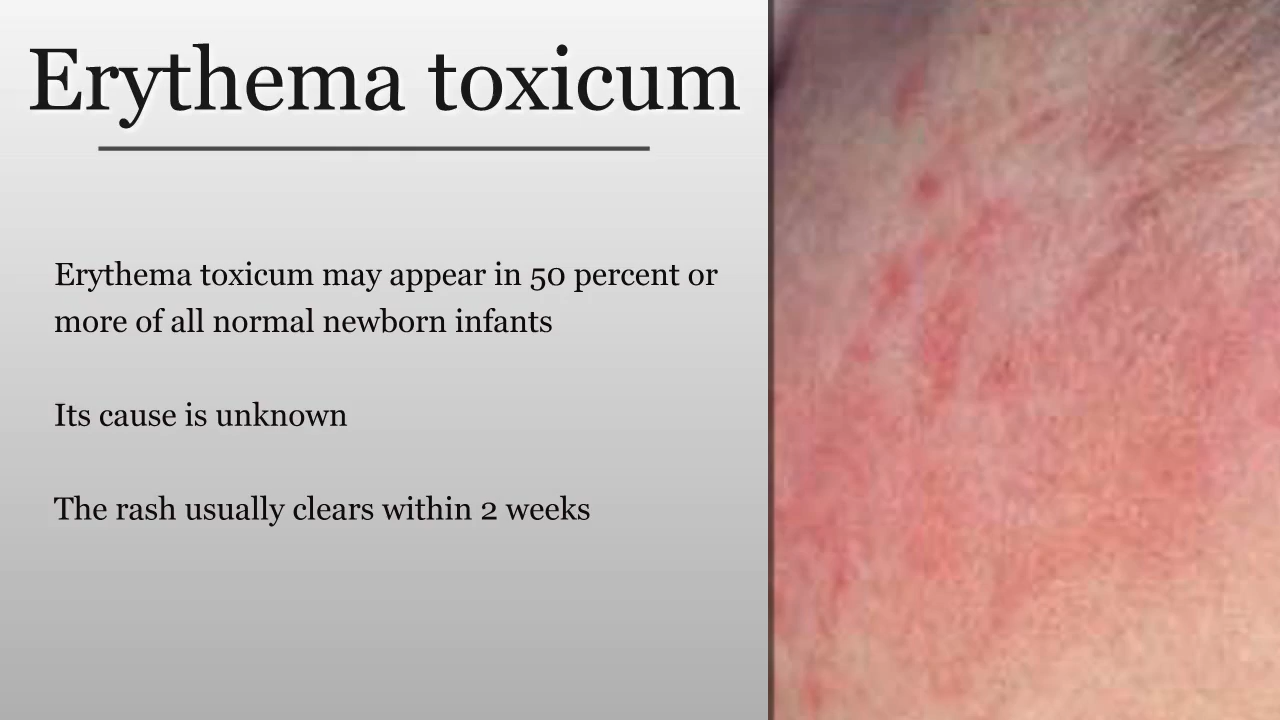 Erythema toxicum
Erythema toxicum may appear in 50 percent or
more of all normal newborn infants
Its cause is unknown
The rash usually clears within 2 weeks